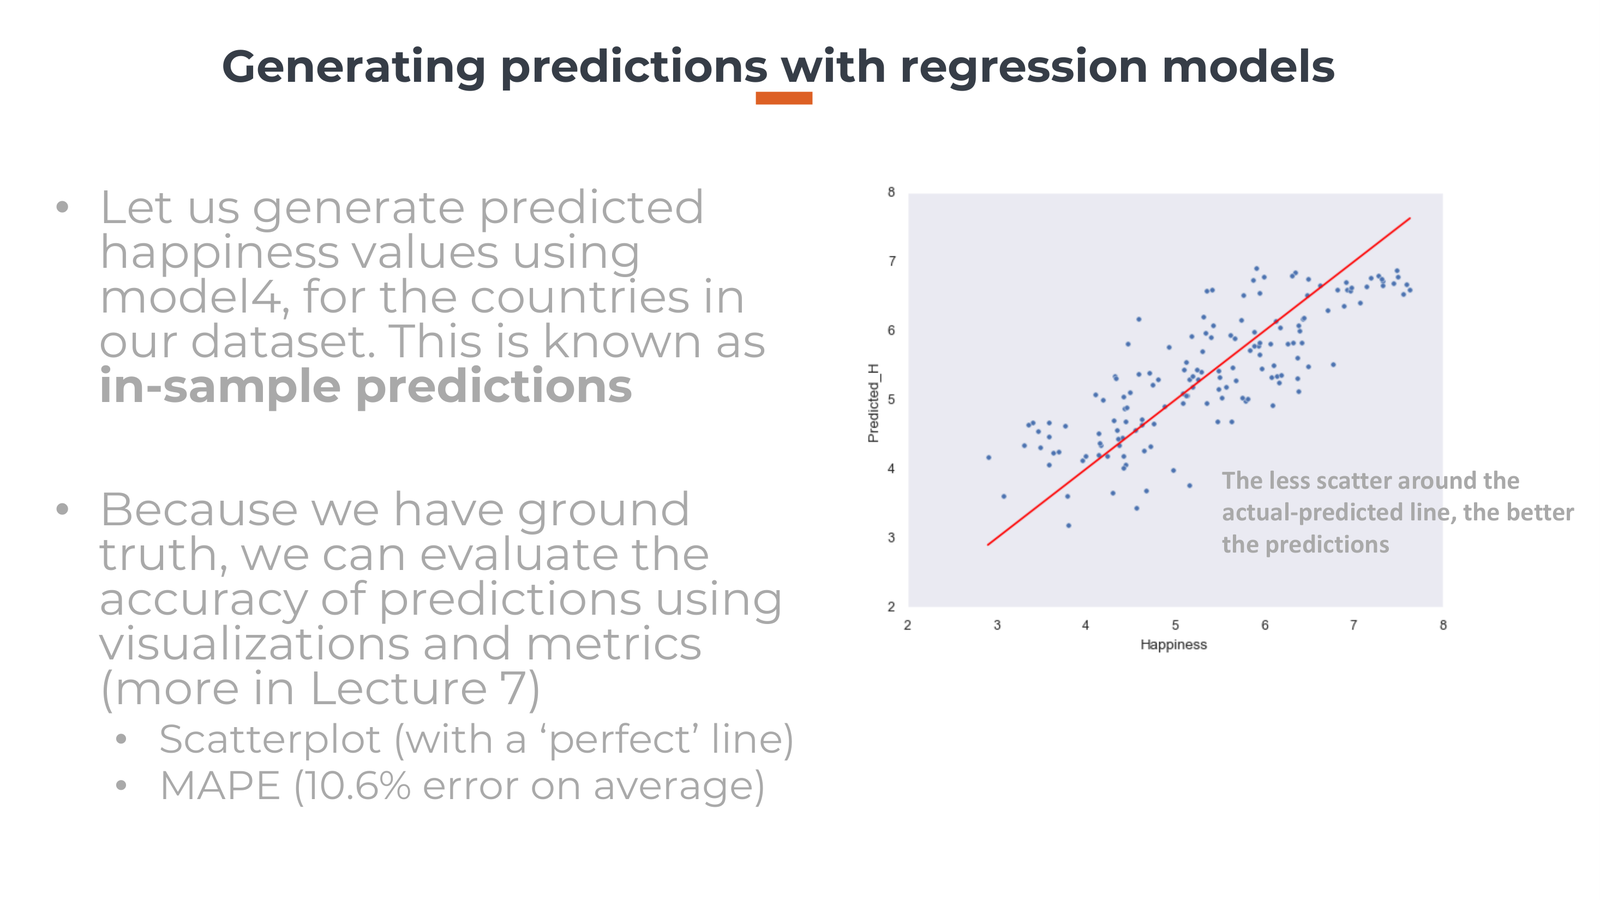 Generating predictions with regression models
• Let us generate predicted
happiness values using
model4, for the countries in
our dataset. This is known as
in-sample predictions
• Because we have ground
truth, we can evaluate the
accuracy of predictions using
visualizations and metrics
(more in Lecture 7)
• Scatterplot (with a ‘perfect’ line)
• MAPE (10.6% error on average)
8
7
6
5
4
3
2
Predicted_H
The less scatter around the
actual-predicted line, the better
the predictions
2 3 4 5 6 7 8
Happiness